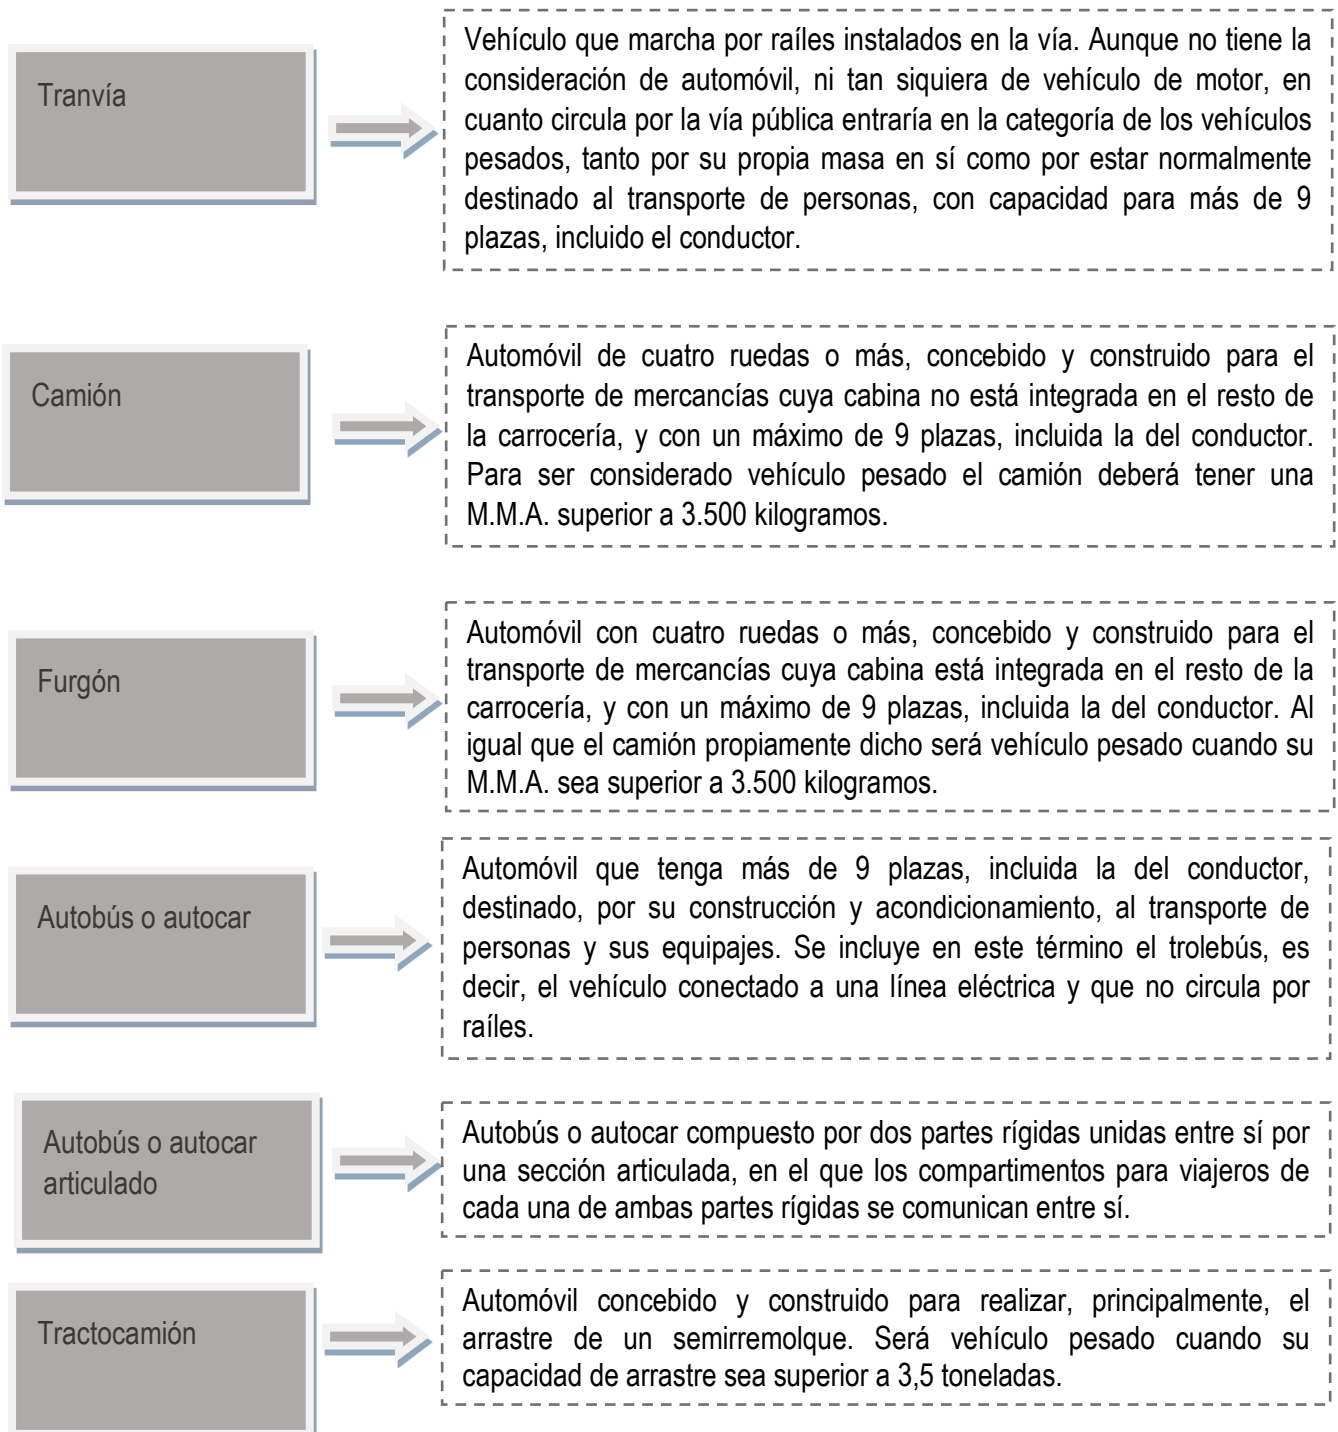 Tranvía
Vehículo que marcha por raíles instalados en la vía. Aunque no tiene la
consideración de automóvil, ni tan siquiera de vehículo de motor, en
cuanto circula por la vía pública entraría en la categoría de los vehículos
pesados, tanto por su propia masa en sí como por estar normalmente
destinado al transporte de personas, con capacidad para más de 9
plazas, incluido el conductor.
Camión
Automóvil de cuatro ruedas o más, concebido y construido para el
transporte de mercancías cuya cabina no está integrada en el resto de
la carrocería, y con un máximo de 9 plazas, incluida la del conductor.
Para ser considerado vehículo pesado el camión deberá tener una
M.M.A. superior a 3.500 kilogramos.
Furgón
Automóvil con cuatro ruedas o más, concebido y construido para el
transporte de mercancías cuya cabina está integrada en el resto de la
carrocería, y con un máximo de 9 plazas, incluida la del conductor. Al
igual que el camión propiamente dicho será vehículo pesado cuando su
M.M.A. sea superior a 3.500 kilogramos.
Autobús o autocar
Automóvil que tenga más de 9 plazas, incluida la del conductor,
destinado, por su construcción y acondicionamiento, al transporte de
personas y sus equipajes. Se incluye en este término el trolebús, es
decir, el vehículo conectado a una línea eléctrica y que no circula por
raíles.
Autobús o autocar
articulado
Autobús o autocar compuesto por dos partes rígidas unidas entre sí por
una sección articulada, en el que los compartimentos para viajeros de
cada una de ambas partes rígidas se comunican entre sí.
Tractocamión
Automóvil concebido y construido para realizar, principalmente, el
arrastre de un semirremolque. Será vehículo pesado cuando su
capacidad de arrastre sea superior a 3,5 toneladas.